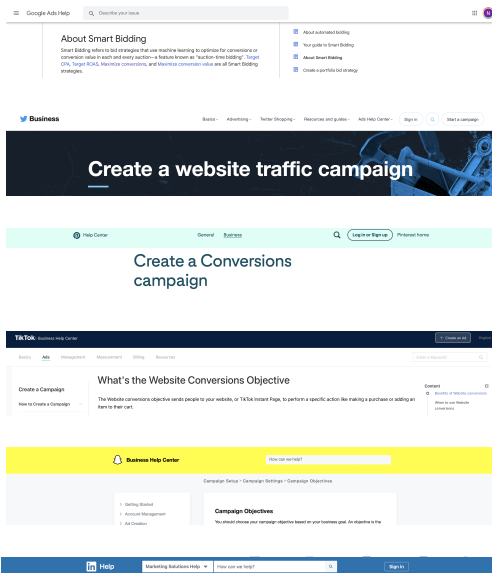 Google Ads Help
Describe your issue
N
About Smart Bidding
Smart Bidding refers to bid strategies that use machine learning to optimize for conversions or
conversion value in each and every auction—a feature known as "auction-time bidding". Target
CPA, Target ROAS, Maximize conversions, and Maximize conversion value are all Smart Bidding
strategies.
About automated bidding
Your guide to Smart Bidding
About Smart Bidding
Create a portfolio bid strategy
Business
Basics
Advertising
Twitter Shopping
Resources and guides
Ads Help Center
Sign in
Start a campaign
Create a website traffic campaign
Help Center
General
Business
Log in or Sign up
Pinterest home
Create a Conversions
campaign
TikTok: Business Help Center
+ Create an Ad
Register
Basics
Ads
Management
Measurement
Billing
Resources
Enter a keyword
Create a Campaign
How to Create a Campaign
What's the Website Conversions Objective
The Website conversions objective sends people to your website, or TikTok Instant Page, to perform a specific action like making a purchase or adding an
item to their cart.
Content
Benefits of Website conversions
When to use Website
conversions
Business Help Center
How can we help?
Campaign Setup > Campaign Settings > Campaign Objectives
> Getting Started
> Account Management
> Ad Creation
Campaign Objectives
You should choose your campaign objective based on your business goal. An objective is the
in Help
Marketing Solutions Help
How can we help?
Sign in